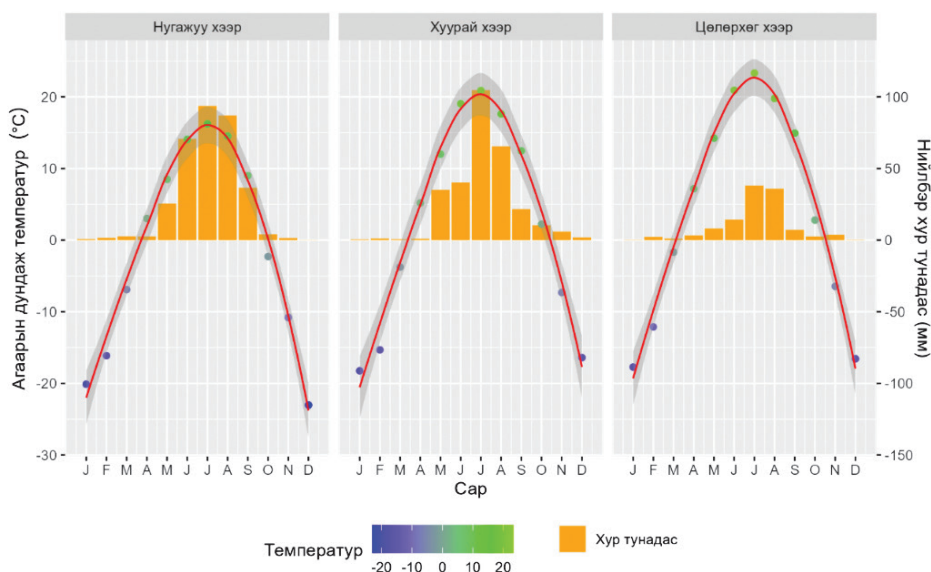 Нугажуу хээр
Хуурай хээр
Цөлөрхөг хээр
Агаарын дундаж температур (°C)
20
10
0
-10
-20
-30
100
50
0
-50
-100
-150
Нийлбэр хур тунадас (мм)
J F M A M J J A S O N D
J F M A M J J A S O N D
J F M A M J J A S O N D
Сар
Температур
-20 -10 0 10 20
Хур тунадас